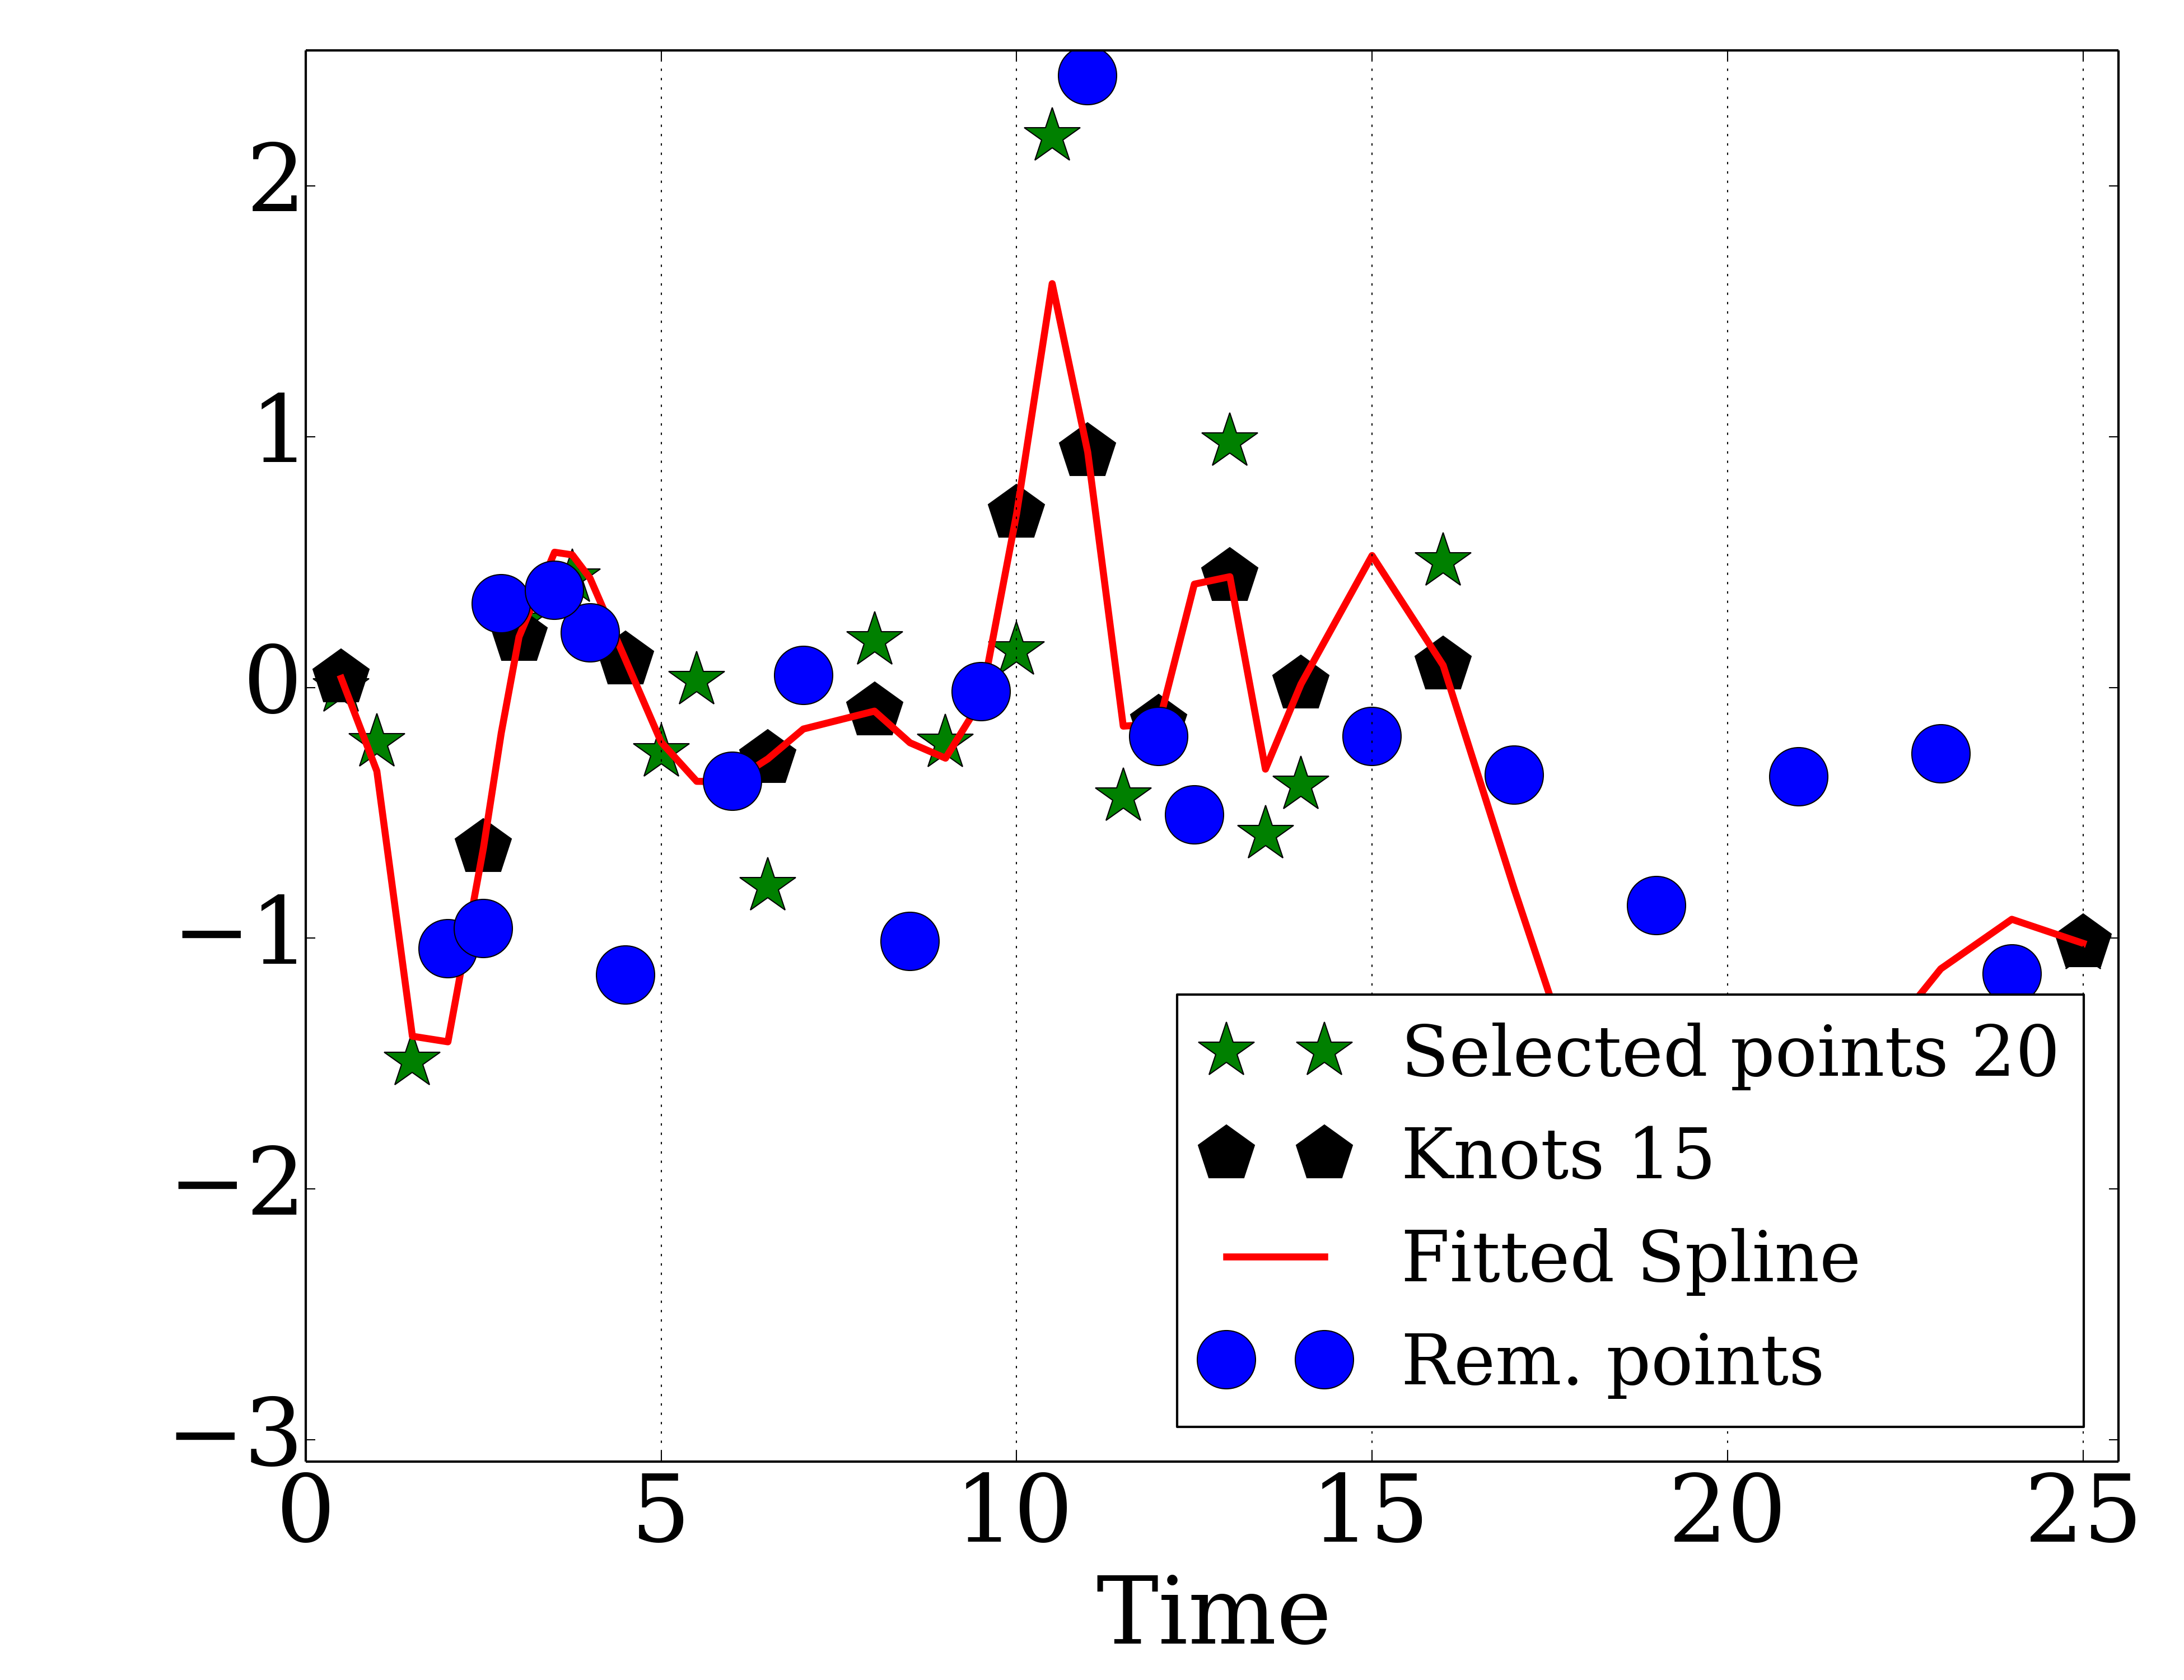 2
1
0
−1
−2
−3
0 5 10 15 20 25
Time
Selected points 20
Knots 15
Fitted Spline
Rem. points